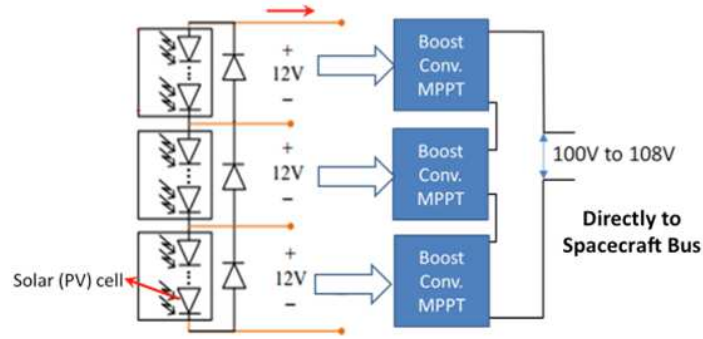 +
12V
−
Boost
Conv.
MPPT
+
12V
−
Boost
Conv.
MPPT
100V to 108V
Directly to
Spacecraft Bus
+
12V
−
Boost
Conv.
MPPT
Solar (PV) cell